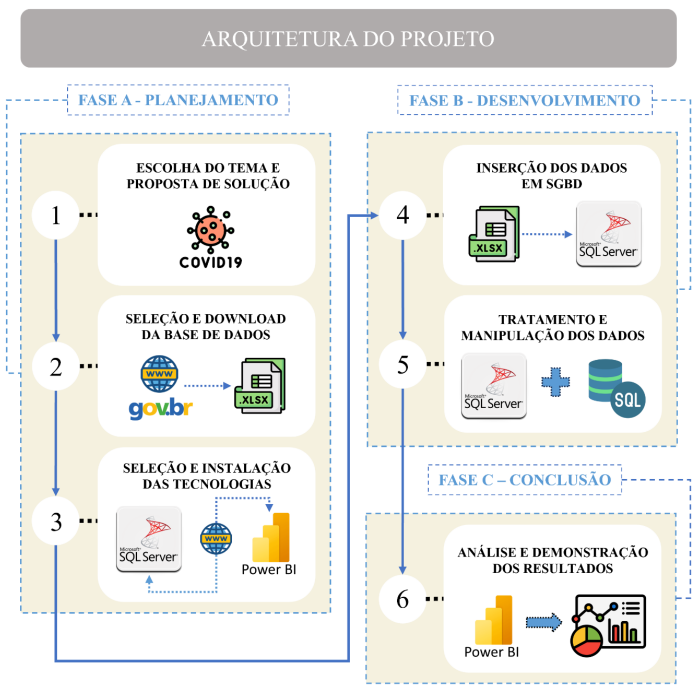 ARQUITETURA DO PROJETO
FASE A - PLANEJAMENTO
1
ESCOLHA DO TEMA E
PROPOSTA DE SOLUÇÃO
COVID19
2
SELEÇÃO E DOWNLOAD
DA BASE DE DADOS
WWW
gov.br
.XLSX
3
SELEÇÃO E INSTALAÇÃO
DAS TECNOLOGIAS
Microsoft®
SQL Server
WWW
Power BI
FASE B - DESENVOLVIMENTO
4
INSERÇÃO DOS DADOS
EM SGBD
.XLSX
Microsoft®
SQL Server
5
TRATAMENTO E
MANIPULAÇÃO DOS DADOS
Microsoft®
SQL Server
SQL
FASE C – CONCLUSÃO
6
ANÁLISE E DEMONSTRAÇÃO
DOS RESULTADOS
Power BI